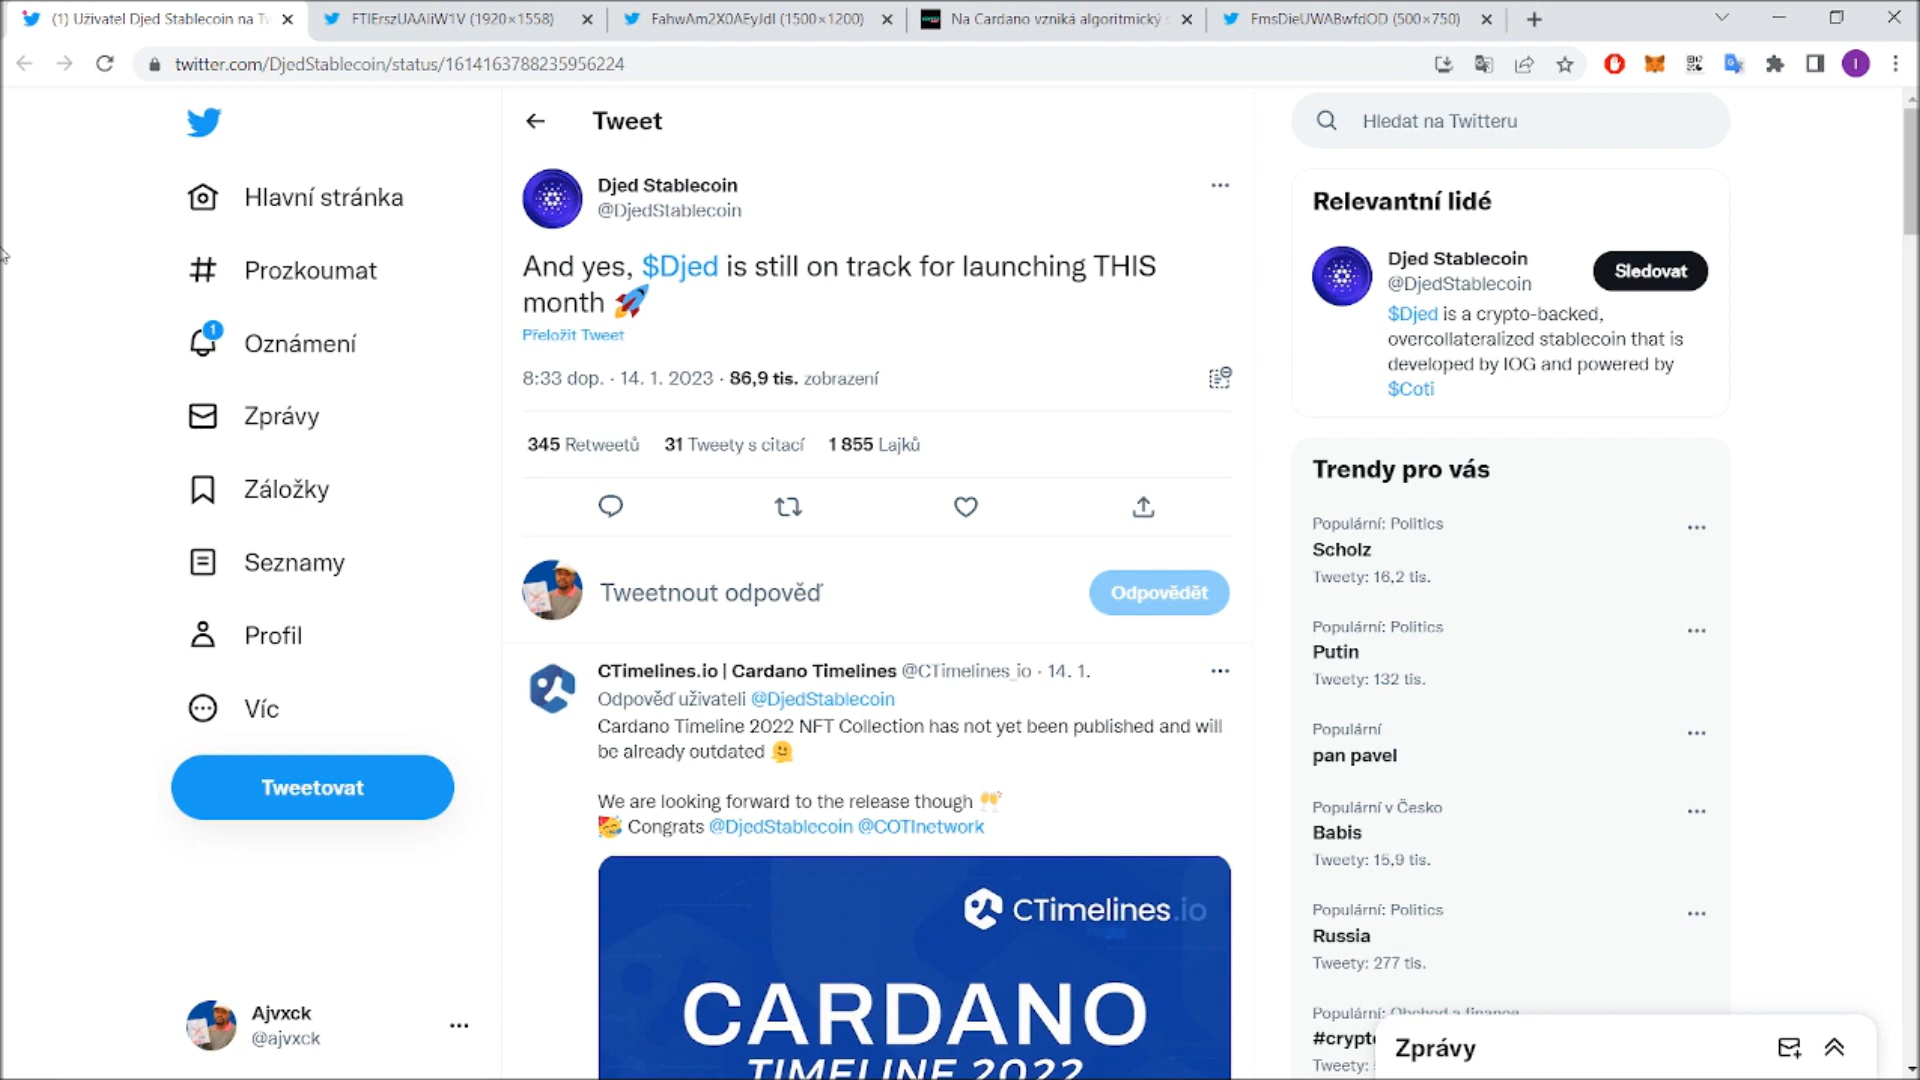 (1) Uživatel Djed Stablecoin na Tw
FTIErszUAAIiW1V (1920×1558)
FahwAm2X0AEyJdI (1500×1200)
Na Cardano vzniká algoritmický s
FmsDieUWABwfdOD (500×750)
twitter.com/DjedStablecoin/status/1614163788235956224
I
Tweet
Hledat na Twitteru
Hlavní stránka
Prozkoumat
1
Oznámení
Zprávy
Záložky
Seznamy
Profil
Víc
Tweetovat
Ajvxck
@ajvxck
Djed Stablecoin
@DjedStablecoin
And yes, $Djed is still on track for launching THIS
month 🚀
Přeložit Tweet
8:33 dop. · 14. 1. 2023 · 86,9 tis. zobrazení
345 Retweetů 31 Tweety s citací 1 855 Lajků
Tweetnout odpověď
Odpovědět
CTimelines.io | Cardano Timelines @CTimelines_io · 14. 1.
Odpověď uživateli @DjedStablecoin
Cardano Timeline 2022 NFT Collection has not yet been published and will
be already outdated 🤗
We are looking forward to the release though 🥂
🥳 Congrats @DjedStablecoin @COTInetwork
CTimelines.io
CARDANO
TIMELINE 2022
Relevantní lidé
Djed Stablecoin
@DjedStablecoin
Sledovat
$Djed is a crypto-backed,
overcollateralized stablecoin that is
developed by IOG and powered by
$Coti
Trendy pro vás
Populární: Politics
Scholz
Tweety: 16,2 tis.
Populární: Politics
Putin
Tweety: 132 tis.
Populární
pan pavel
Populární v Česko
Babis
Tweety: 15,9 tis.
Populární: Politics
Russia
Tweety: 277 tis.
Populární: Obchod a finance
#crypt
Tweety:
Zprávy